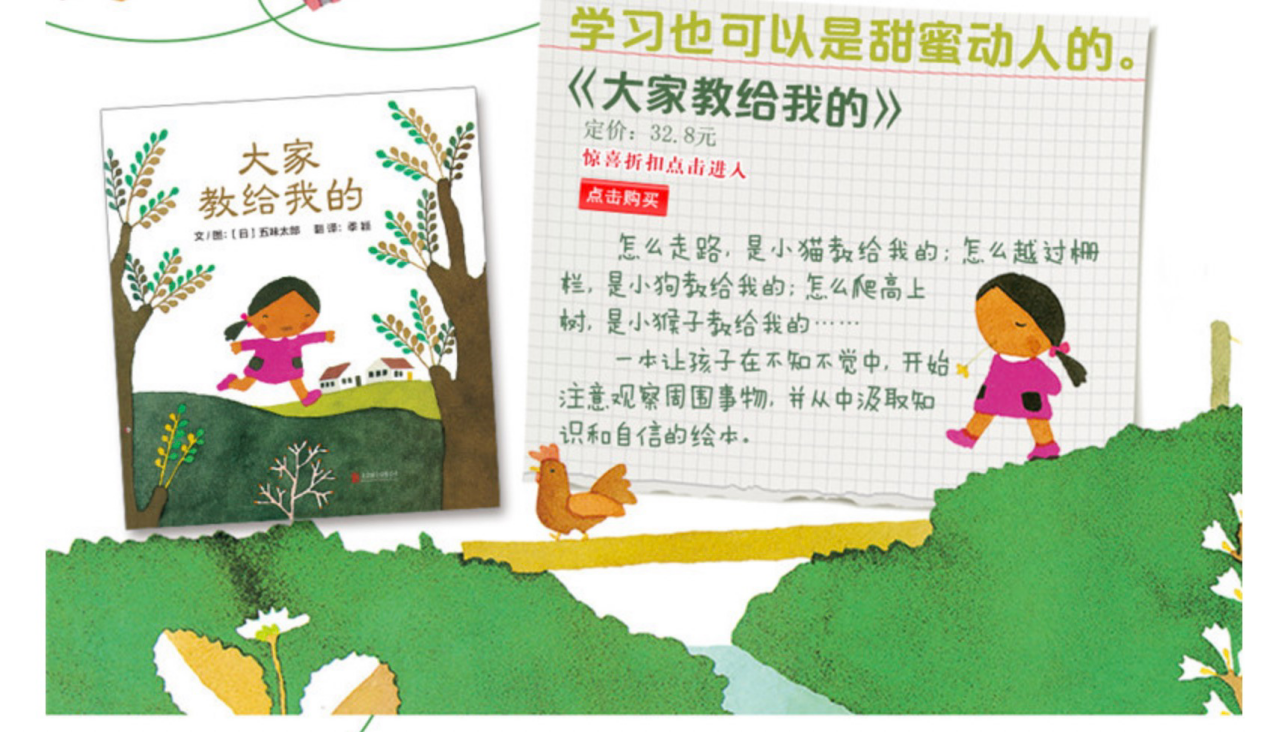 学习也可以是甜蜜动人的。
《大家教给我的》
定价：32.8元
惊喜折扣点击进入
点击购买
大家
教给我的
文/图：[日]五味太郎 翻译：季颖
怎么走路，是小猫教给我的；怎么越过栅
栏，是小狗教给我的；怎么爬高上
树，是小猴子教给我的……
一本让孩子在不知不觉中，开始
注意观察周围事物，并从中汲取知
识和自信的绘本。